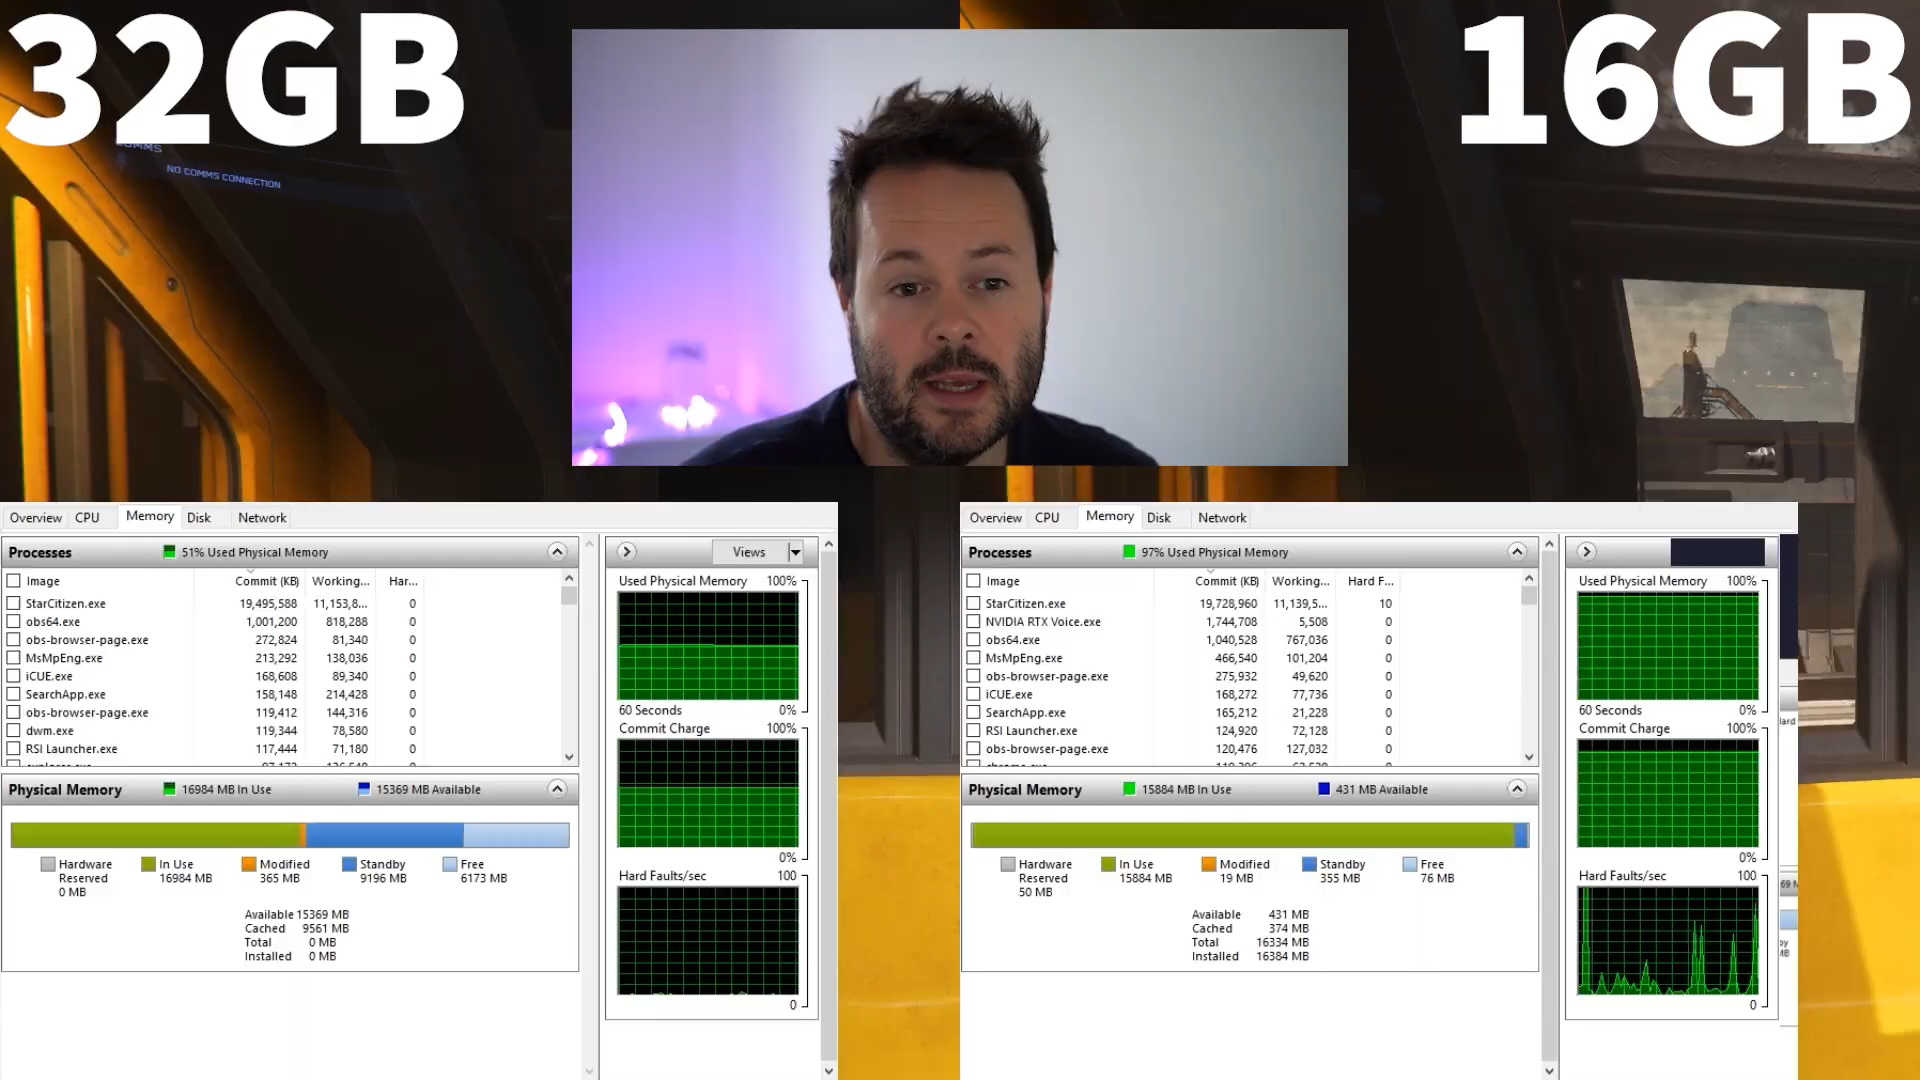 32GB
16GB
COMMS
NO COMMS CONNECTION
Overview CPU Memory Disk Network
Processes 51% Used Physical Memory
Image Commit (KB) Working... Har...
StarCitizen.exe 19,495,588 11,153,8... 0
obs64.exe 1,001,200 818,288 0
obs-browser-page.exe 272,824 81,340 0
MsMpEng.exe 213,292 138,036 0
iCUE.exe 168,608 89,340 0
SearchApp.exe 158,148 214,428 0
obs-browser-page.exe 119,412 144,316 0
dwm.exe 119,344 78,580 0
RSI Launcher.exe 117,444 71,180 0
Physical Memory 16984 MB In Use 15369 MB Available
Hardware Reserved 0 MB
In Use 16984 MB
Modified 365 MB
Standby 9196 MB
Free 6173 MB
Available 15369 MB
Cached 9561 MB
Total 0 MB
Installed 0 MB
Views
Used Physical Memory 100%
60 Seconds 0%
Commit Charge 100%
0%
Hard Faults/sec 100
0
Overview CPU Memory Disk Network
Processes 97% Used Physical Memory
Image Commit (KB) Working... Hard F...
StarCitizen.exe 19,728,960 11,139,5... 10
NVIDIA RTX Voice.exe 1,744,708 5,508 0
obs64.exe 1,040,528 767,036 0
MsMpEng.exe 466,540 101,204 0
obs-browser-page.exe 275,932 49,620 0
iCUE.exe 168,272 77,736 0
SearchApp.exe 165,212 21,228 0
RSI Launcher.exe 124,920 72,128 0
obs-browser-page.exe 120,476 127,032 0
Physical Memory 15884 MB In Use 431 MB Available
Hardware Reserved 50 MB
In Use 15884 MB
Modified 19 MB
Standby 355 MB
Free 76 MB
Available 431 MB
Cached 374 MB
Total 16334 MB
Installed 16384 MB
Used Physical Memory 100%
60 Seconds 0%
Commit Charge 100%
0%
Hard Faults/sec 100
0